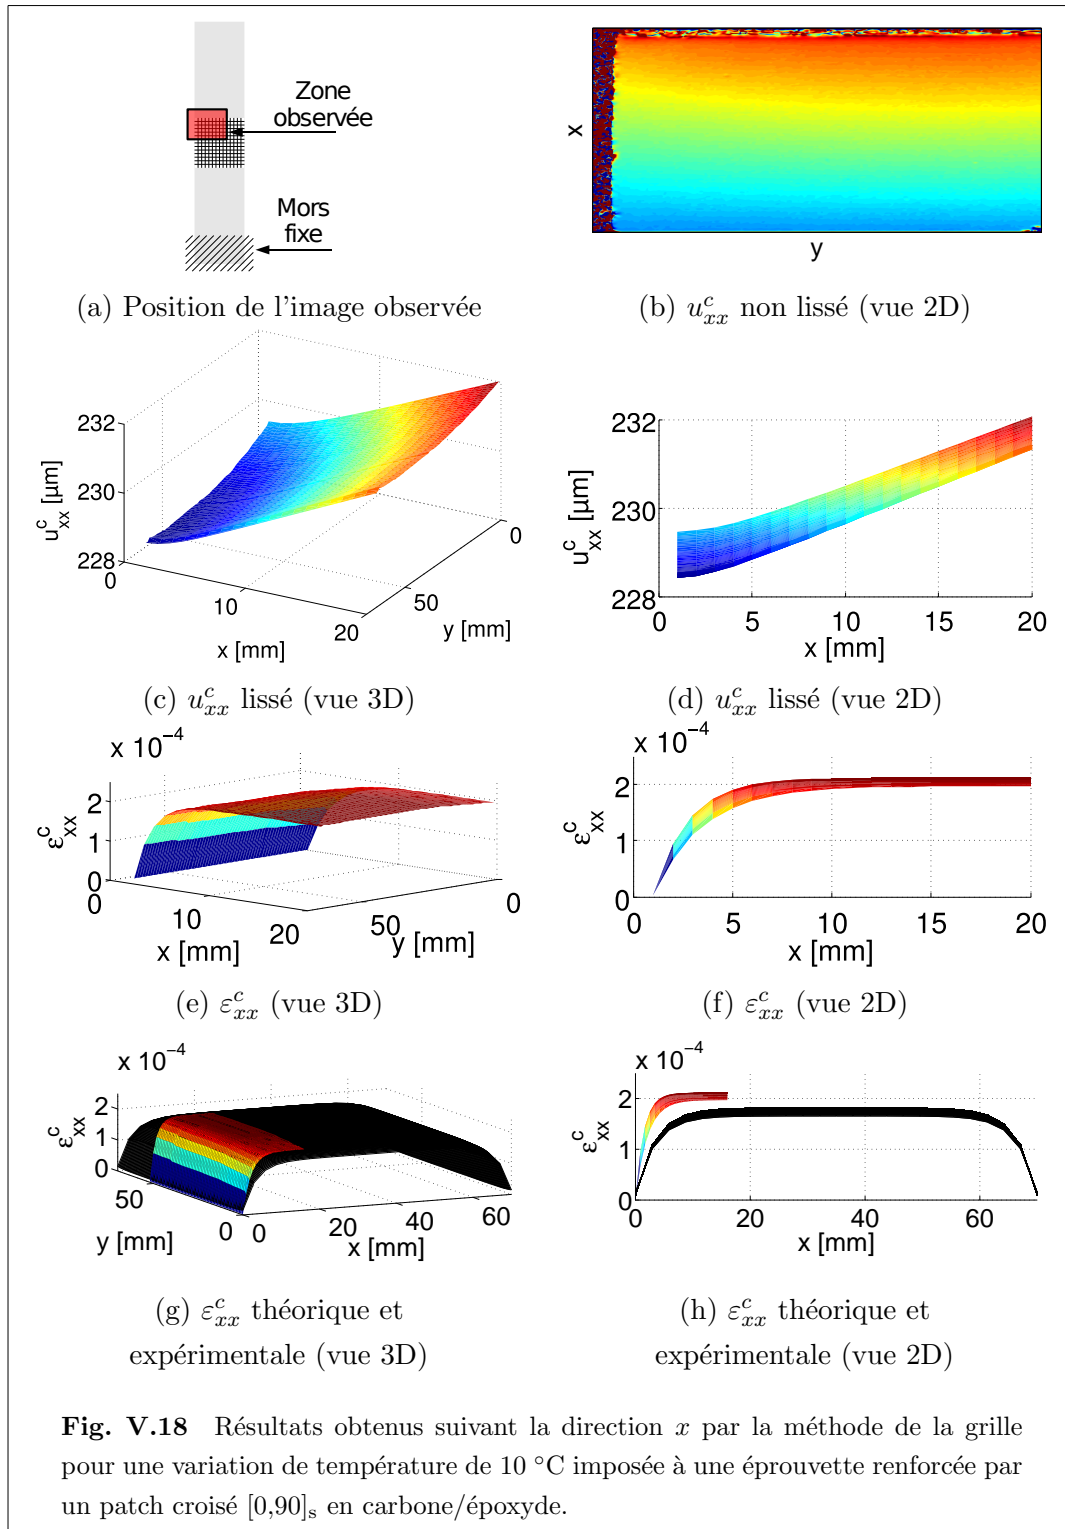 Zone
observée
Mors
fixe
(a) Position de l'image observée
x
y
(b) u^c_xx non lissé (vue 2D)
232
230
228
u^c_xx [µm]
0
10
20
x [mm]
0
50
y [mm]
(c) u^c_xx lissé (vue 3D)
232
230
228
u^c_xx [µm]
0 5 10 15 20
x [mm]
(d) u^c_xx lissé (vue 2D)
x 10^−4
2
1
0
ε^c_xx
0
10
20
x [mm]
50
0
y [mm]
(e) ε^c_xx (vue 3D)
x 10^−4
2
1
0
ε^c_xx
0 5 10 15 20
x [mm]
(f) ε^c_xx (vue 2D)
x 10^−4
2
1
0
ε^c_xx
50
0
y [mm]
0
20
40
60
x [mm]
(g) ε^c_xx théorique et
expérimentale (vue 3D)
x 10^−4
2
1
0
ε^c_xx
0 20 40 60
x [mm]
(h) ε^c_xx théorique et
expérimentale (vue 2D)
Fig. V.18 Résultats obtenus suivant la direction x par la méthode de la grille
pour une variation de température de 10 °C imposée à une éprouvette renforcée par
un patch croisé [0,90]_s en carbone/époxyde.